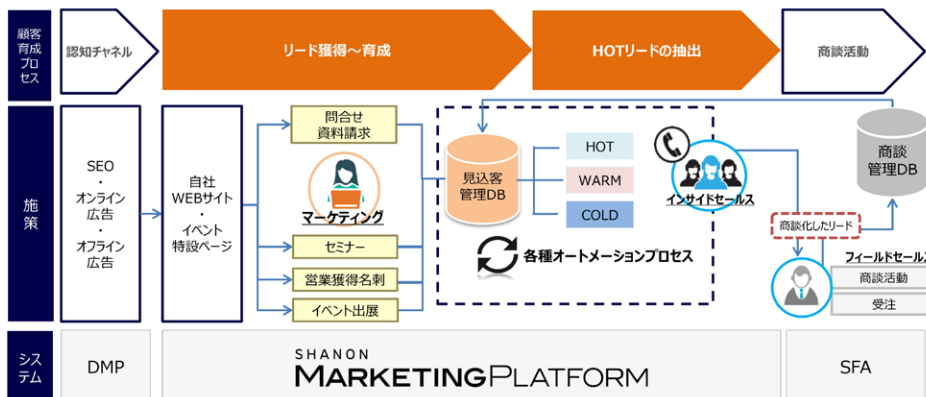 顧客
育成
プロ
セス
認知チャネル
リード獲得～育成
HOTリードの抽出
商談活動
施策
SEO
・
オンライン
広告
・
オフライン
広告
自社
WEBサイト
・
イベント
特設ページ
問合せ
資料請求
マーケティング
セミナー
営業獲得名刺
イベント出展
見込客
管理DB
HOT
WARM
COLD
各種オートメーションプロセス
インサイドセールス
商談
管理DB
商談化したリード
フィールドセールス
商談活動
受注
シス
テム
DMP
SHANON
MARKETINGPLATFORM
SFA